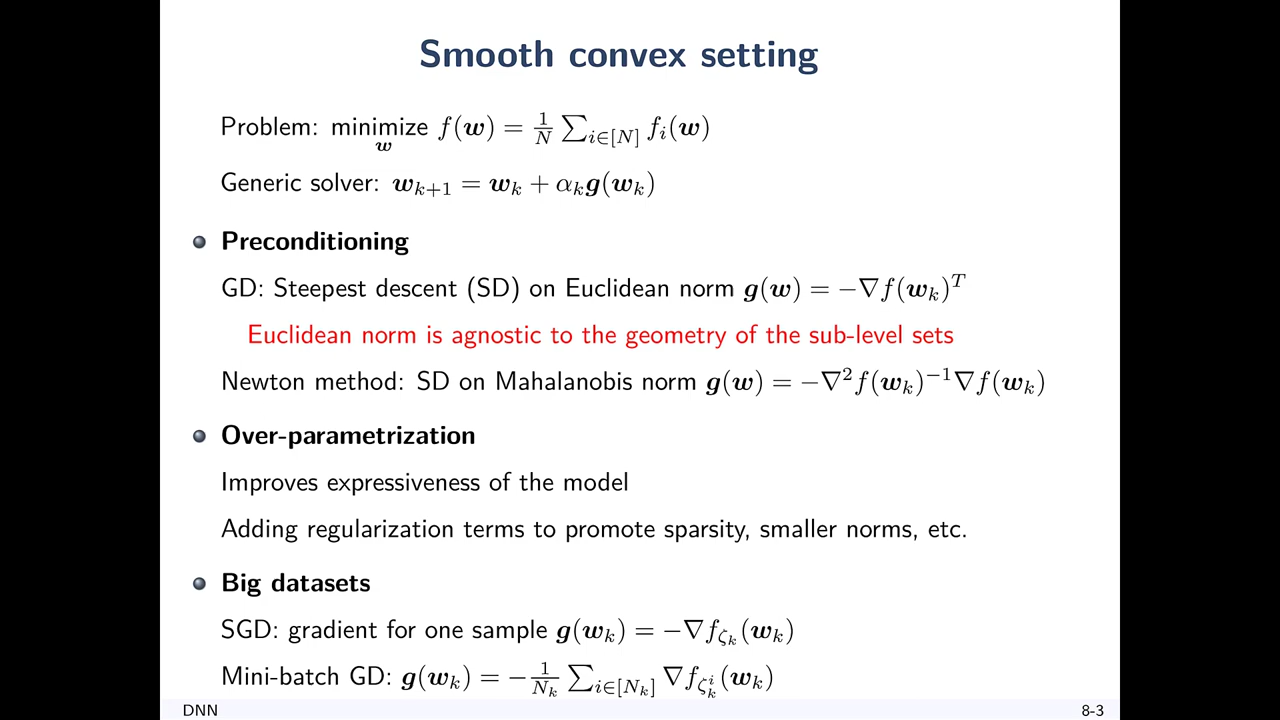 Smooth convex setting
Problem: minimize_𝒘 f(𝒘) = 1/N ∑_{i∈[N]} f_i(𝒘)
Generic solver: 𝒘_{k+1} = 𝒘_k + α_k 𝒈(𝒘_k)
Preconditioning
GD: Steepest descent (SD) on Euclidean norm 𝒈(𝒘) = −∇f(𝒘_k)^T
Euclidean norm is agnostic to the geometry of the sub-level sets
Newton method: SD on Mahalanobis norm 𝒈(𝒘) = −∇²f(𝒘_k)^{−1}∇f(𝒘_k)
Over-parametrization
Improves expressiveness of the model
Adding regularization terms to promote sparsity, smaller norms, etc.
Big datasets
SGD: gradient for one sample 𝒈(𝒘_k) = −∇f_{ζ_k}(𝒘_k)
Mini-batch GD: 𝒈(𝒘_k) = −1/N_k ∑_{i∈[N_k]} ∇f_{ζ_k^i}(𝒘_k)
DNN 8-3